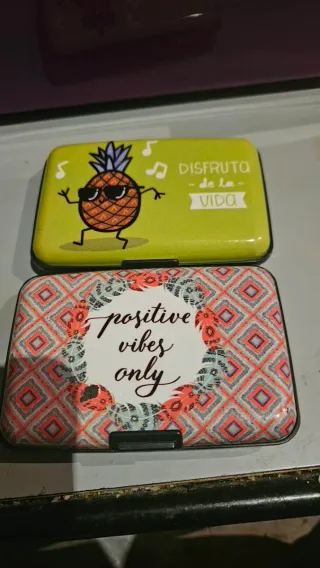 DISFRUTA
- de la -
VIDA
positive
vibes
only